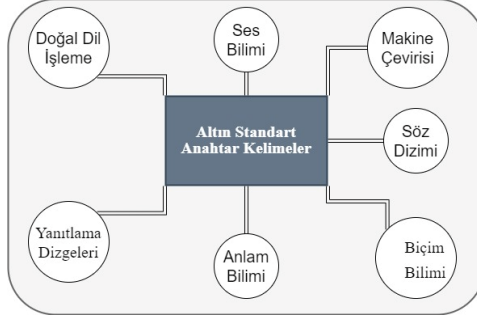 Doğal Dil
İşleme
Ses
Bilimi
Makine
Çevirisi
Altın Standart
Anahtar Kelimeler
Söz
Dizimi
Yanıtlama
Dizgeleri
Anlam
Bilimi
Biçim
Bilimi